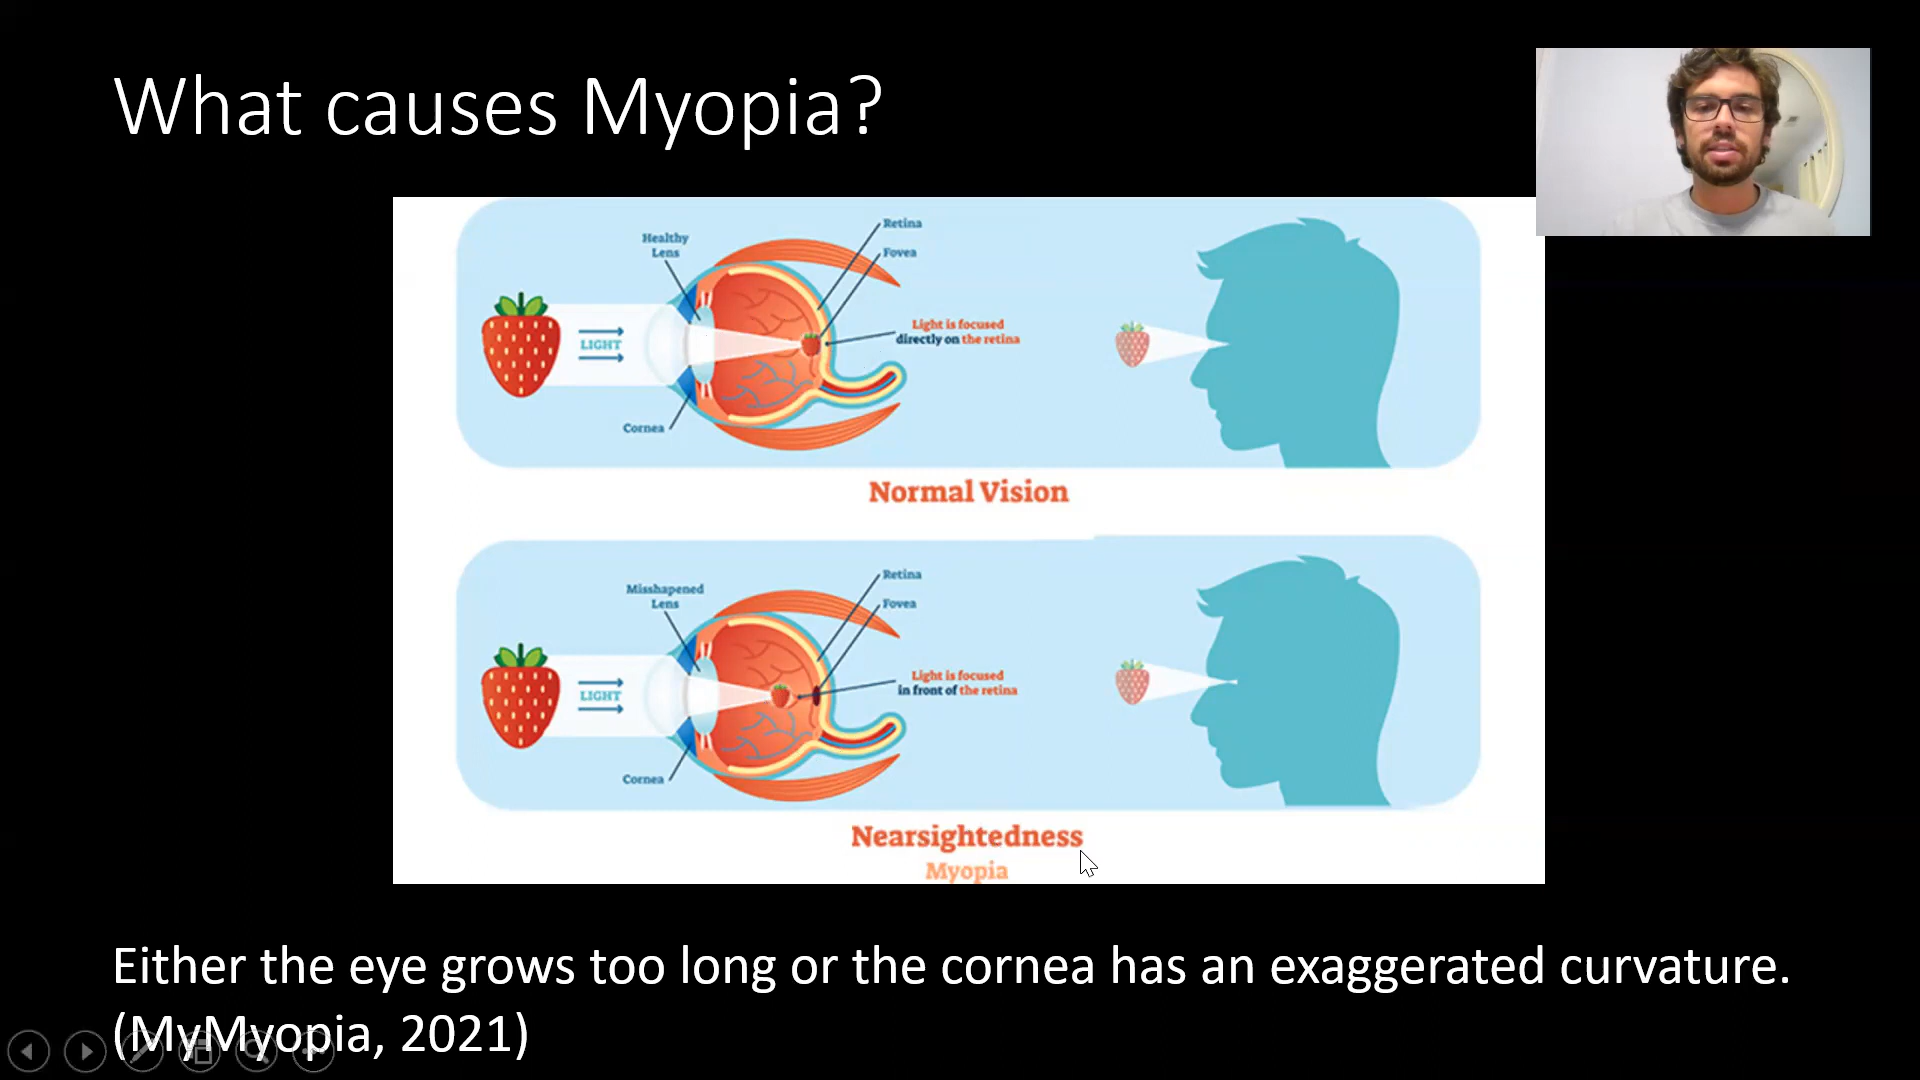 What causes Myopia?
Healthy
Lens
Retina
Fovea
LIGHT
Light is focused
directly on the retina
Cornea
Normal Vision
Misshapened
Lens
Retina
Fovea
LIGHT
Light is focused
in front of the retina
Cornea
Nearsightedness
Myopia
Either the eye grows too long or the cornea has an exaggerated curvature.
(MyMyopia, 2021)